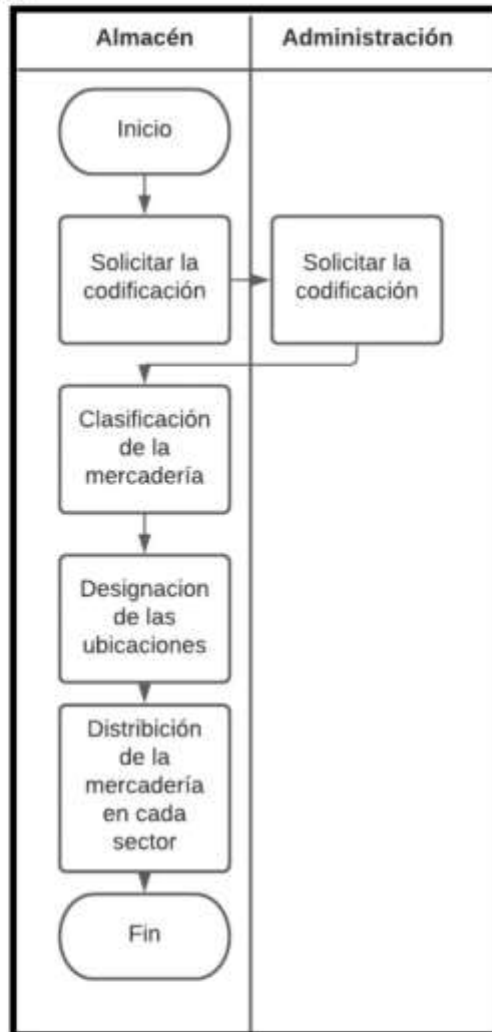 Almacén
Administración
Inicio
Solicitar la
codificación
Solicitar la
codificación
Clasificación
de la
mercadería
Designacion
de las
ubicaciones
Distribición
de la
mercadería
en cada
sector
Fin